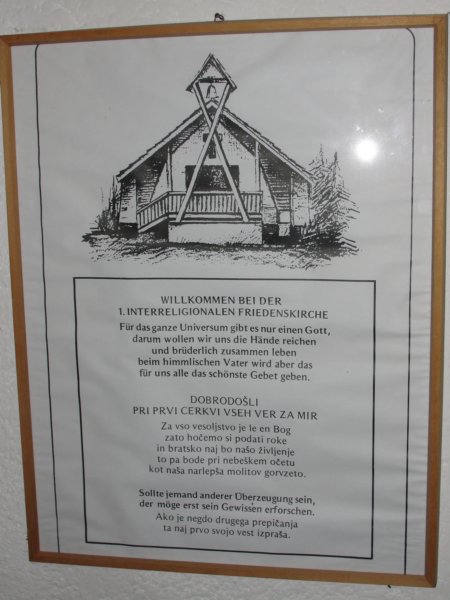 WILLKOMMEN BEI DER
1. INTERRELIGIONALEN FRIEDENSKIRCHE
Für das ganze Universum gibt es nur einen Gott,
darum wollen wir uns die Hände reichen
und brüderlich zusammen leben
beim himmlischen Vater wird aber das
für uns alle das schönste Gebet geben.
DOBRODOŠLI
PRI PRVI CERKVI VSEH VER ZA MIR
Za vso vesoljstvo je le en Bog
zato hočemo si podati roke
in bratsko naj bo našo življenje
to pa bode pri nebeškem očetu
kot naša narlepša molitov gorvzeto.
Sollte jemand anderer Überzeugung sein,
der möge erst sein Gewissen erforschen.
Ako je negdo drugega prepičanja
ta naj prvo svojo vest izpraša.